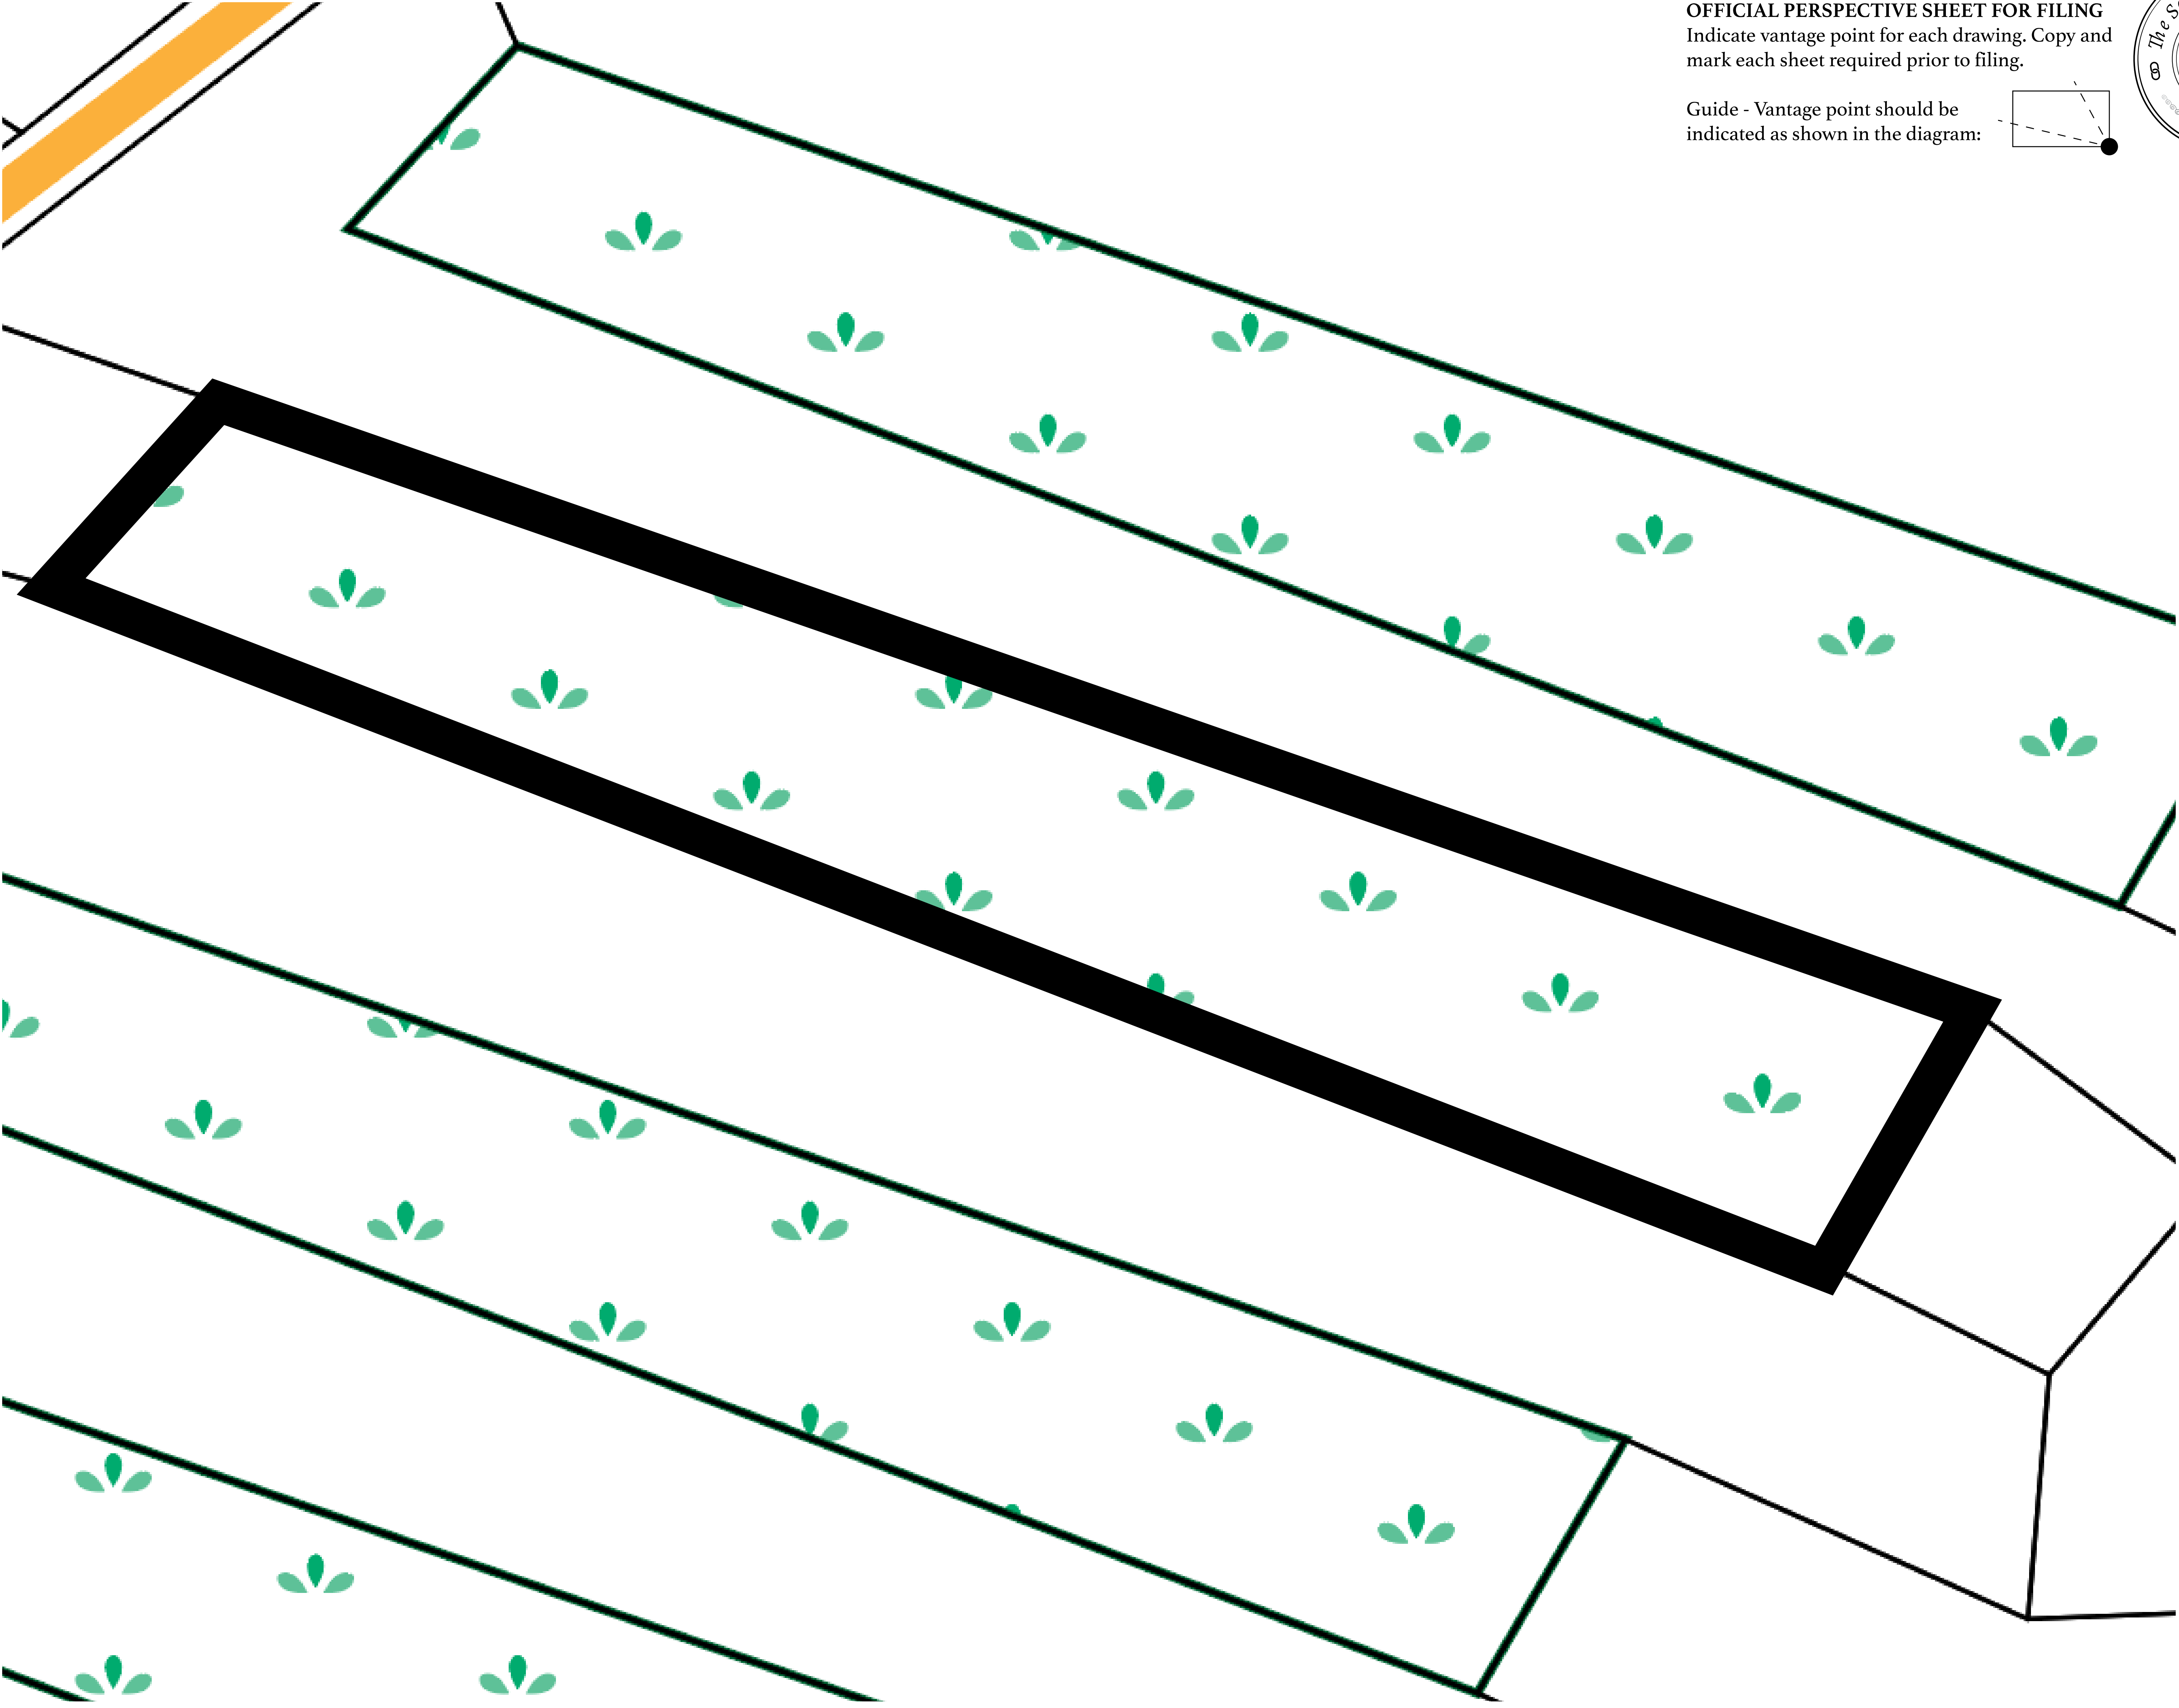 OFFICIAL PERSPECTIVE SHEET FOR FILING
Indicate vantage point for each drawing. Copy and
mark each sheet required prior to filing.
Guide - Vantage point should be
indicated as shown in the diagram:
The